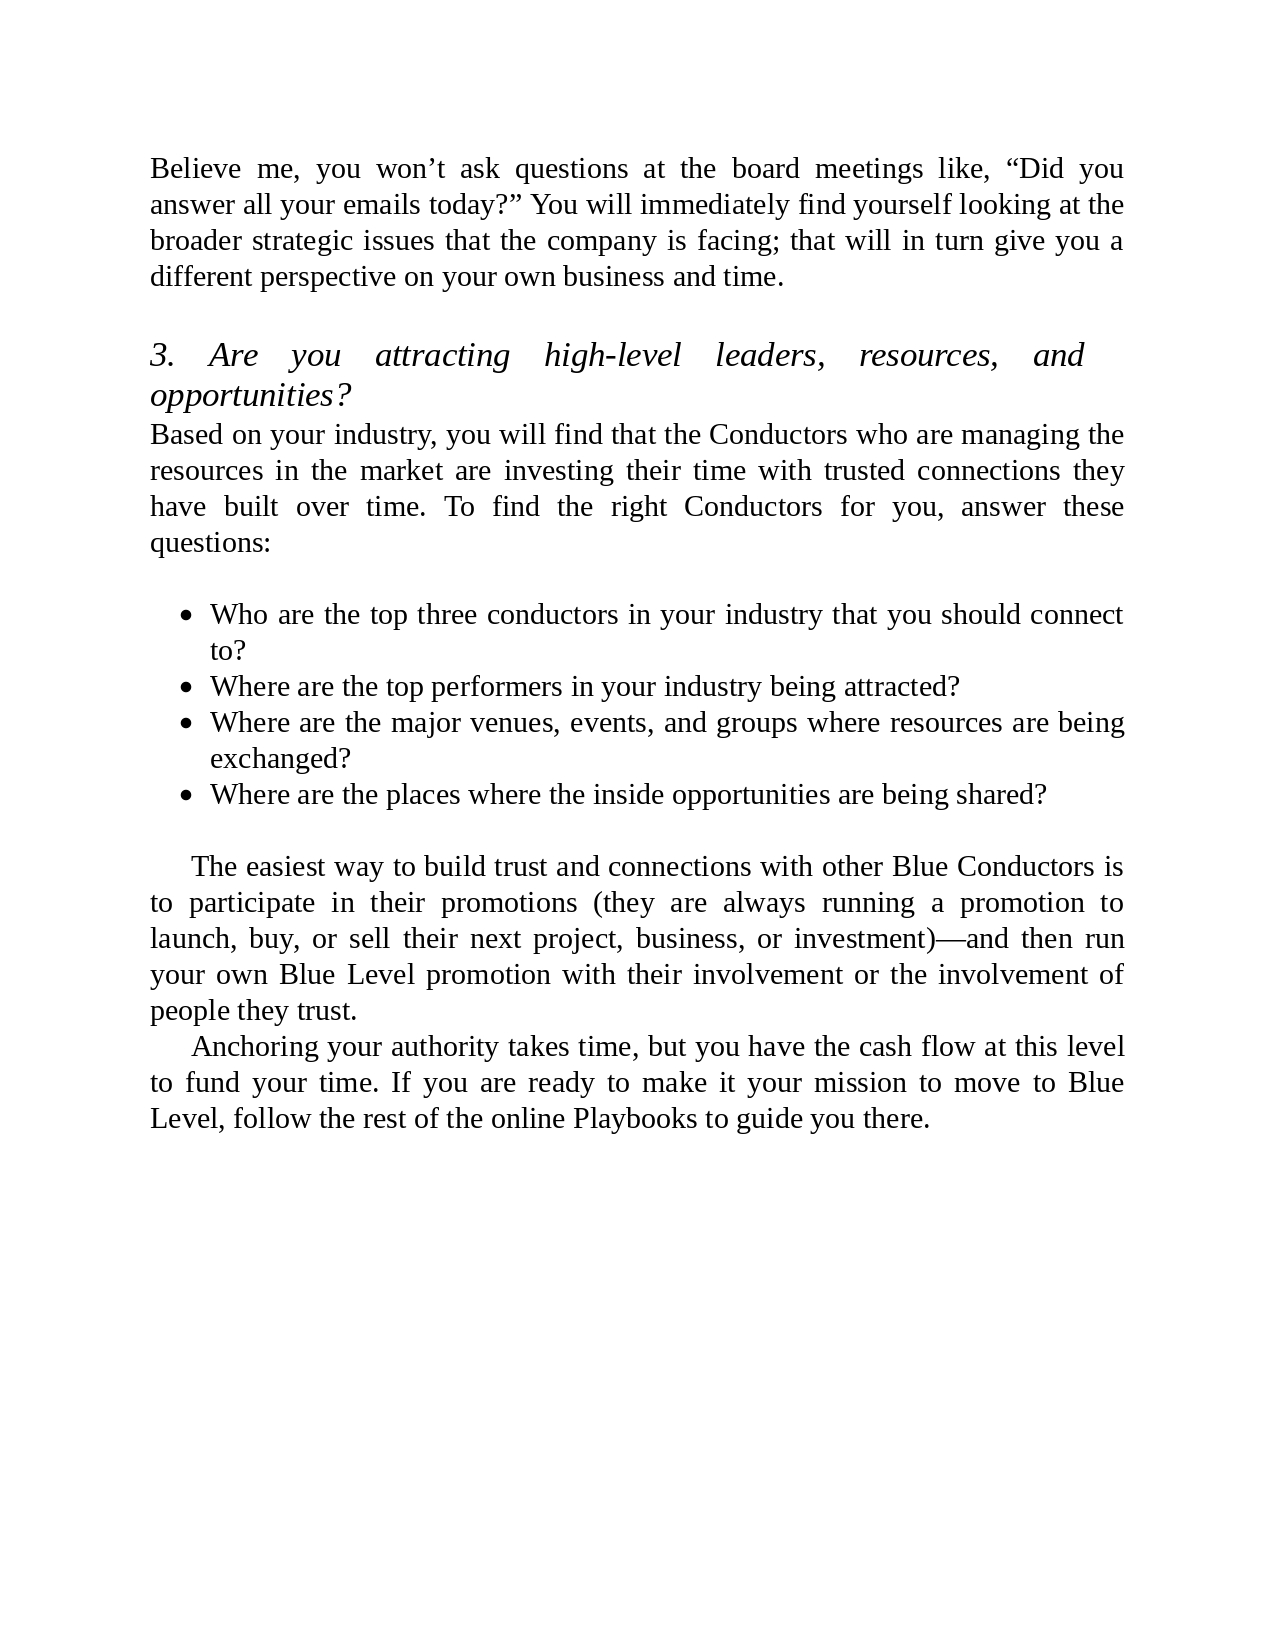 Believe me, you won’t ask questions at the board meetings like, “Did you
answer all your emails today?” You will immediately find yourself looking at the
broader strategic issues that the company is facing; that will in turn give you a
different perspective on your own business and time.
3. Are you attracting high-level leaders, resources, and
opportunities?
Based on your industry, you will find that the Conductors who are managing the
resources in the market are investing their time with trusted connections they
have built over time. To find the right Conductors for you, answer these
questions:
• Who are the top three conductors in your industry that you should connect
to?
• Where are the top performers in your industry being attracted?
• Where are the major venues, events, and groups where resources are being
exchanged?
• Where are the places where the inside opportunities are being shared?
The easiest way to build trust and connections with other Blue Conductors is
to participate in their promotions (they are always running a promotion to
launch, buy, or sell their next project, business, or investment)—and then run
your own Blue Level promotion with their involvement or the involvement of
people they trust.
Anchoring your authority takes time, but you have the cash flow at this level
to fund your time. If you are ready to make it your mission to move to Blue
Level, follow the rest of the online Playbooks to guide you there.